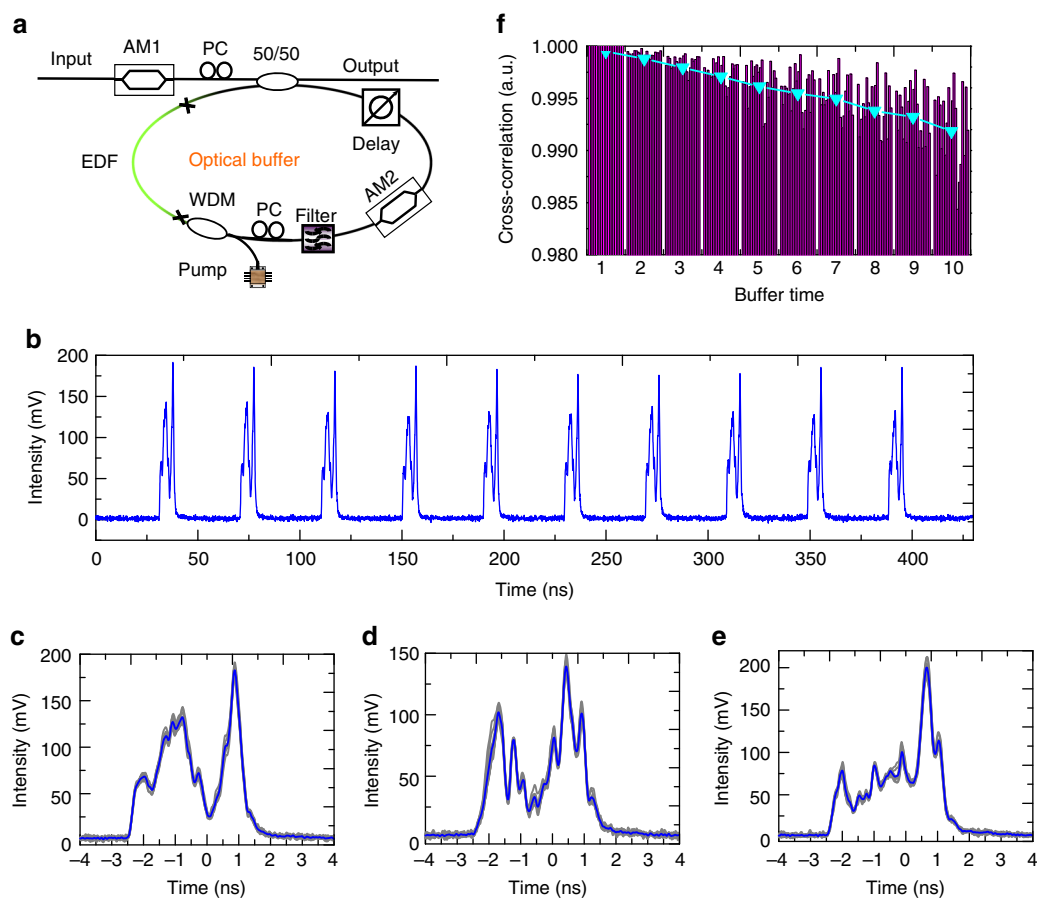 a
Input
AM1
PC
50/50
Output
EDF
Optical buffer
Delay
WDM
PC
Filter
AM2
Pump
f
Cross-correlation (a.u.)
1.000
0.995
0.990
0.985
0.980
1 2 3 4 5 6 7 8 9 10
Buffer time
b
Intensity (mV)
200
150
100
50
0
0 50 100 150 200 250 300 350 400
Time (ns)
c
Intensity (mV)
200
150
100
50
0
−4 −3 −2 −1 0 1 2 3 4
Time (ns)
d
Intensity (mV)
150
100
50
0
−4 −3 −2 −1 0 1 2 3 4
Time (ns)
e
Intensity (mV)
200
150
100
50
0
−4 −3 −2 −1 0 1 2 3 4
Time (ns)